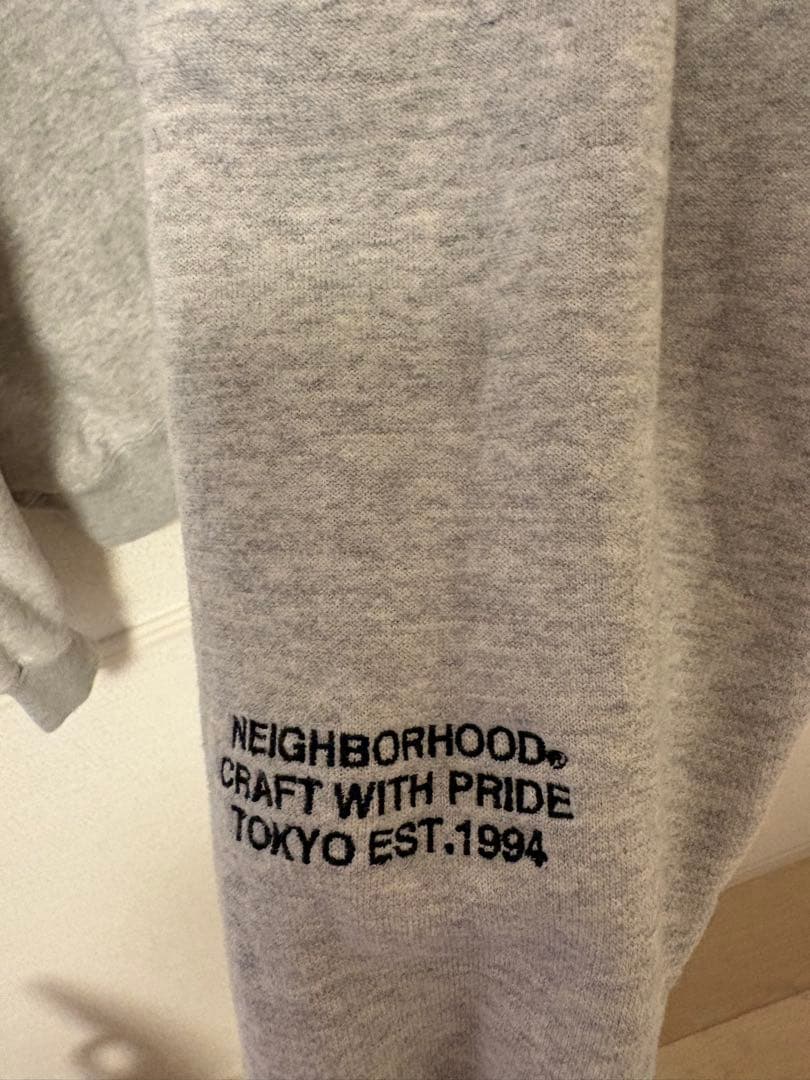 NEIGHBORHOOD®
CRAFT WITH PRIDE
TOKYO EST.1994